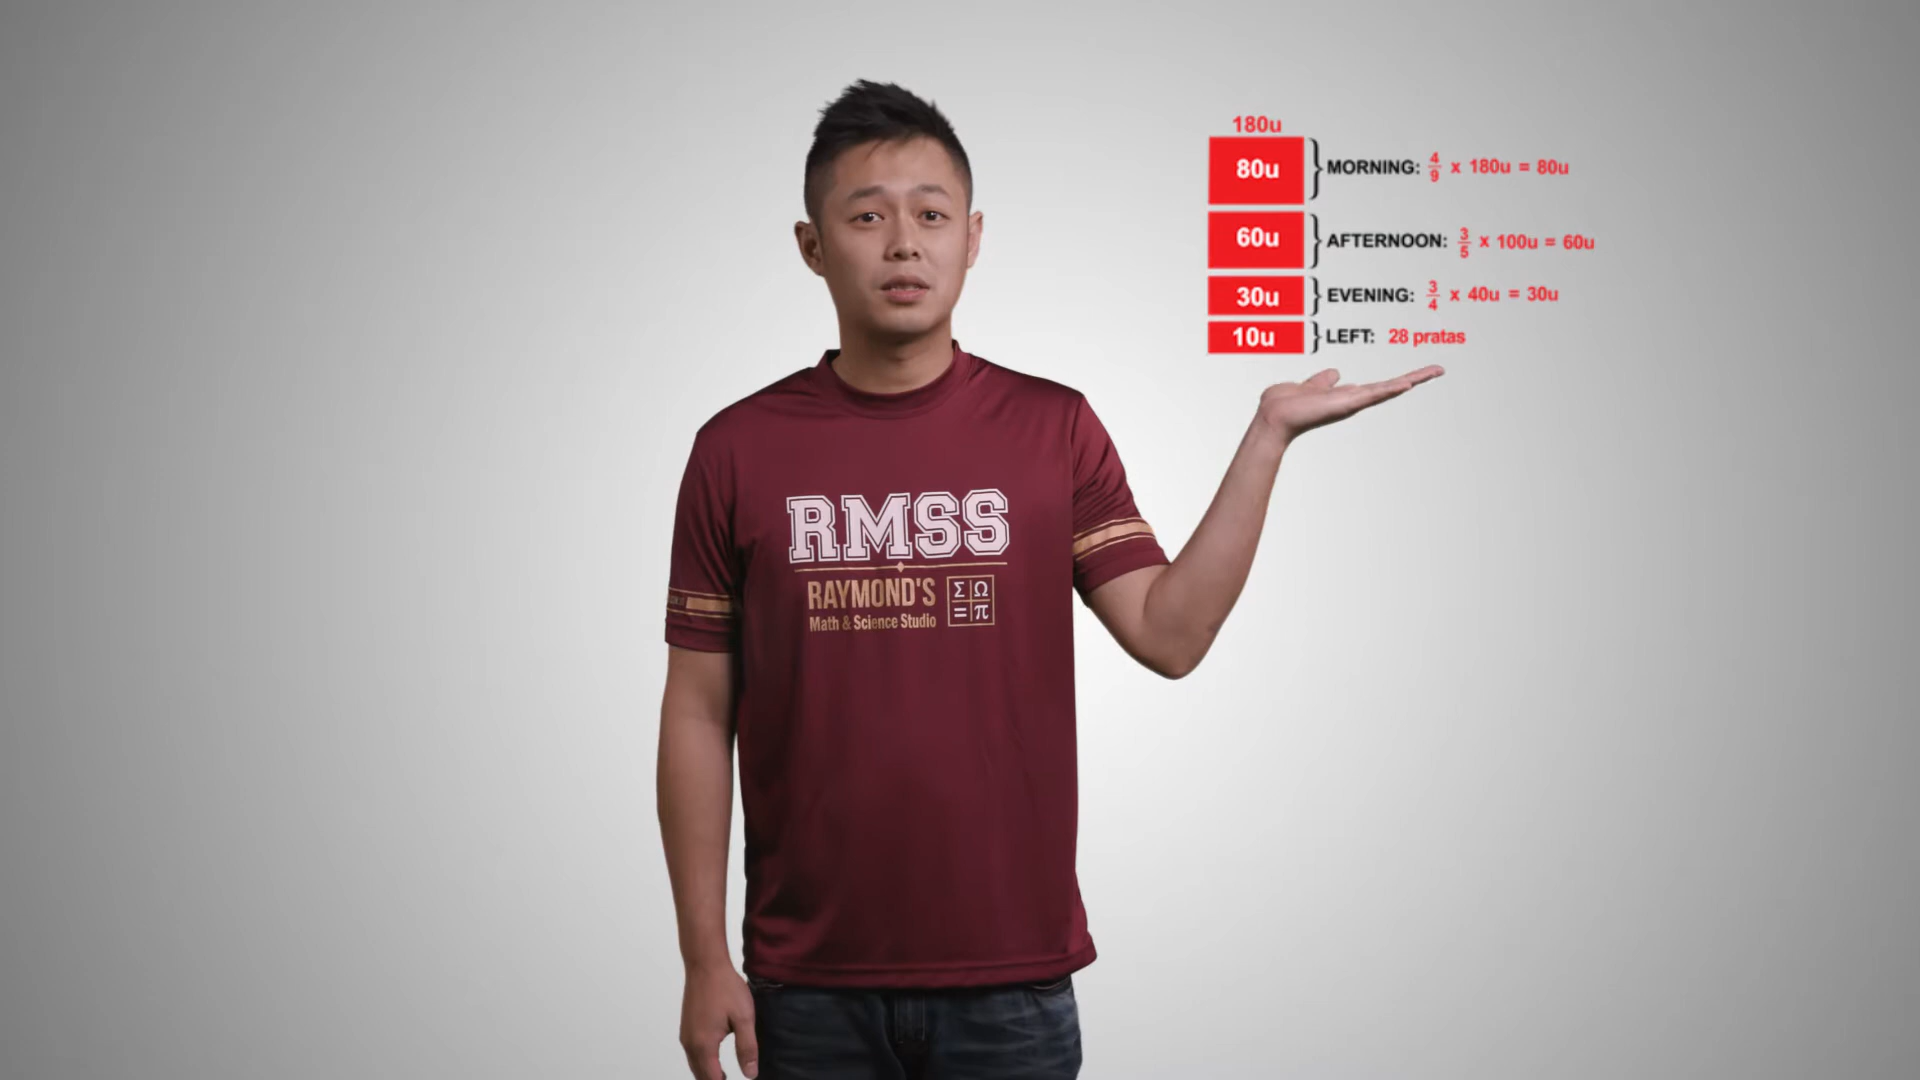 180u
80u MORNING: 4/9 x 180u = 80u
60u AFTERNOON: 3/5 x 100u = 60u
30u EVENING: 3/4 x 40u = 30u
10u LEFT: 28 pratas
RMSS
RAYMOND'S
Math & Science Studio
Σ Ω
= π